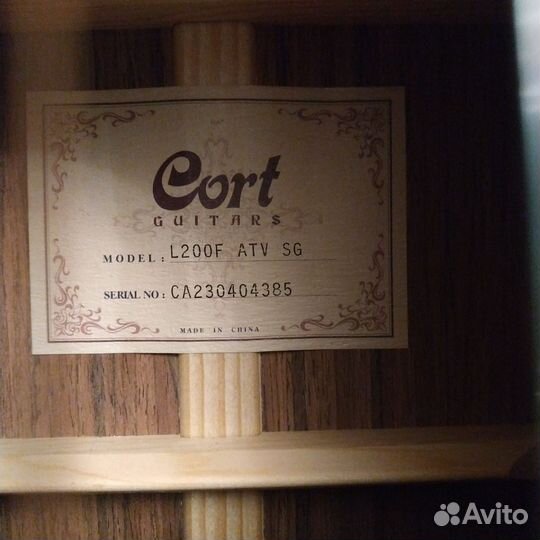 Cort
GUITARS
MODEL: L200F ATV SG
SERIAL NO: CA230404385
MADE IN CHINA
Avito